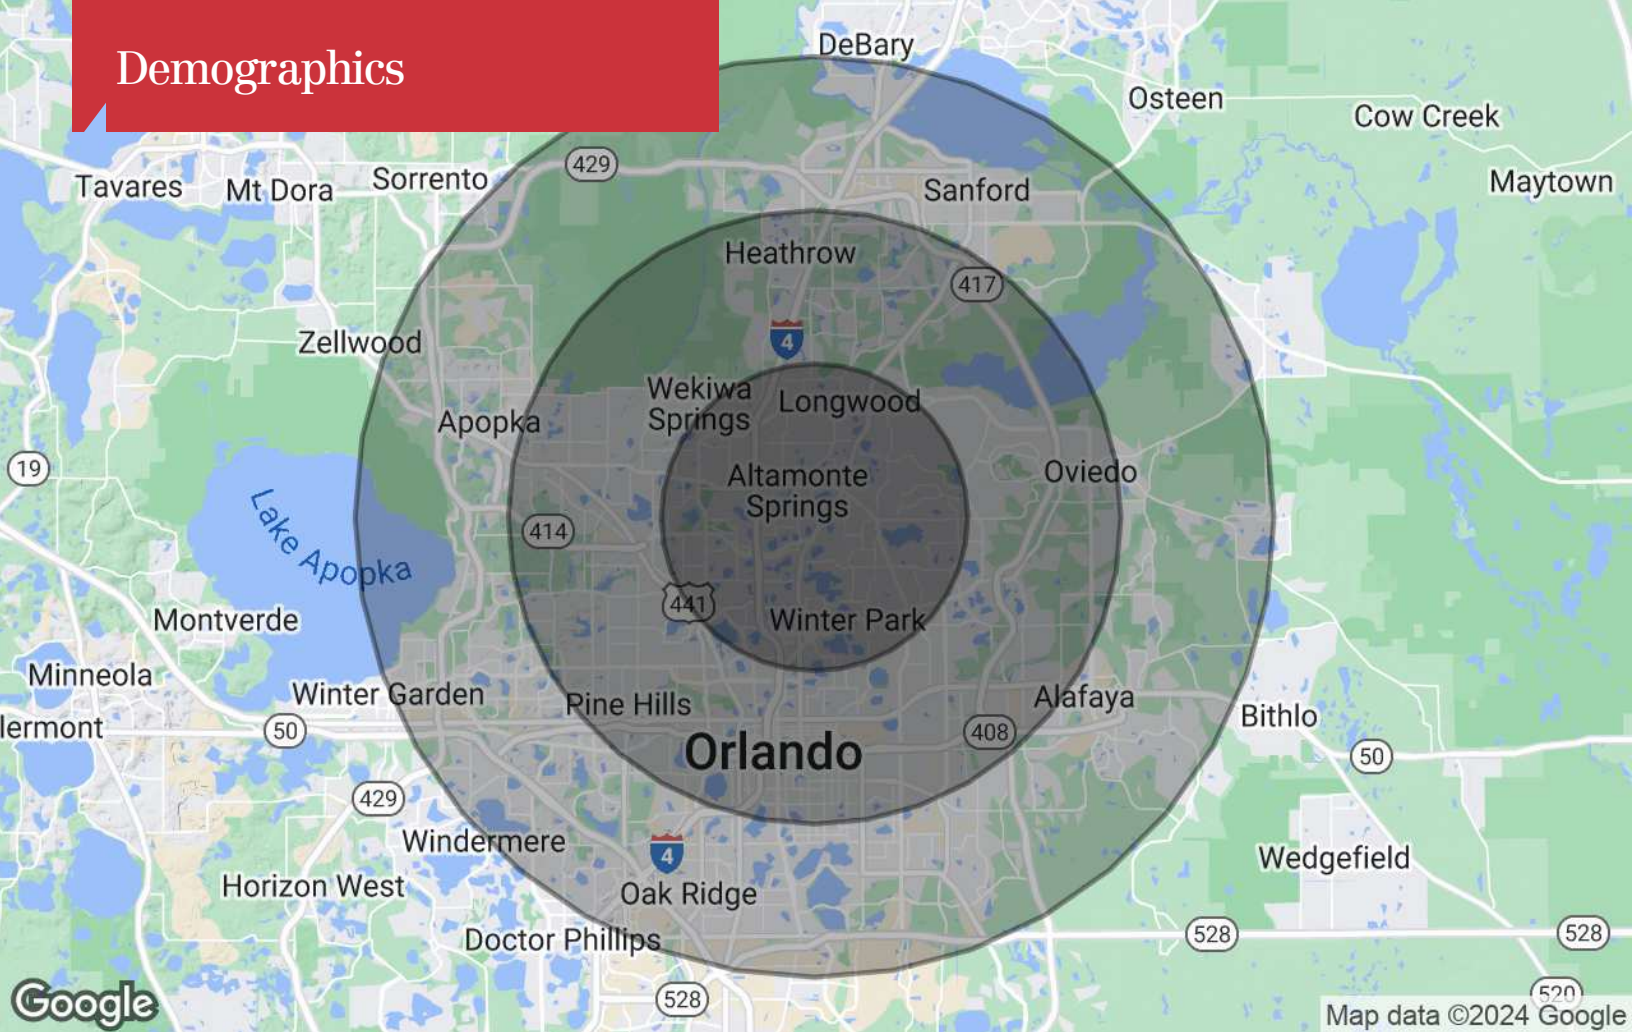 Demographics
DeBary
Osteen
Cow Creek
429
Tavares
Mt Dora
Sorrento
Sanford
Maytown
Heathrow
417
4
Zellwood
Wekiwa
Springs
Longwood
Apopka
19
Altamonte
Springs
Oviedo
Lake Apopka
414
441
Montverde
Winter Park
Minneola
Winter Garden
Pine Hills
Alafaya
lermont
50
Orlando
408
Bithlo
50
429
Windermere
4
Wedgefield
Horizon West
Oak Ridge
Doctor Phillips
528
528
528
520
Google
Map data ©2024 Google